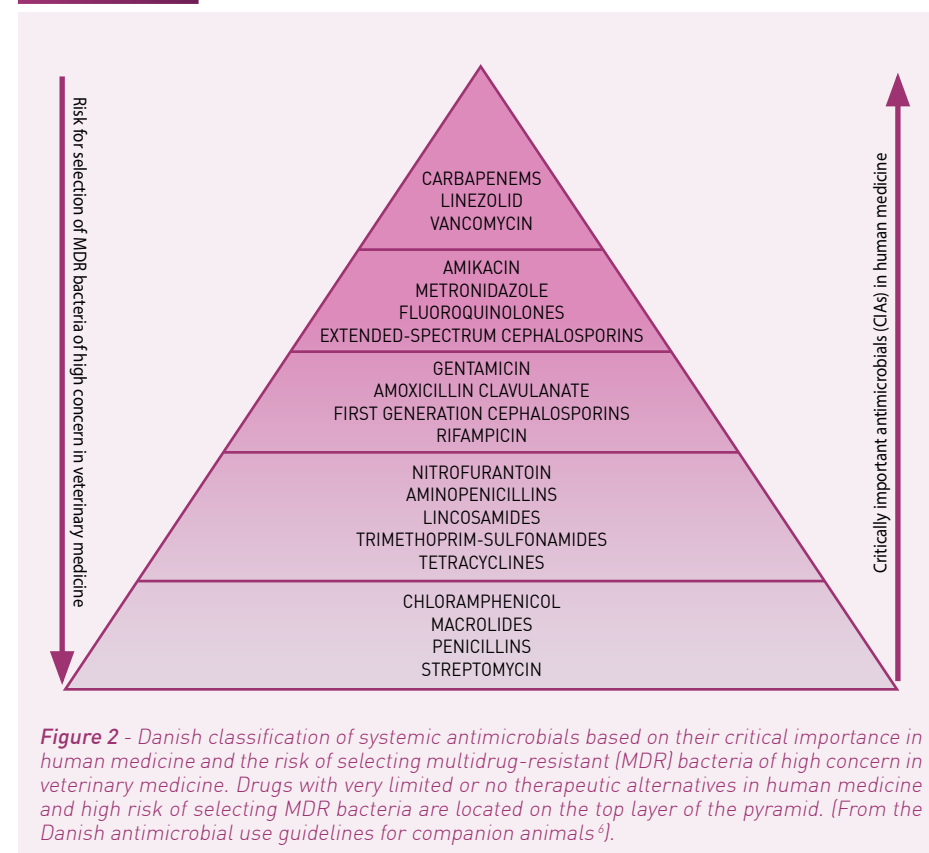 Risk for selection of MDR bacteria of high concern in veterinary medicine
CARBAPENEMS
LINEZOLID
VANCOMYCIN
AMIKACIN
METRONIDAZOLE
FLUOROQUINOLONES
EXTENDED-SPECTRUM CEPHALOSPORINS
GENTAMICIN
AMOXICILLIN CLAVULANATE
FIRST GENERATION CEPHALOSPORINS
RIFAMPICIN
NITROFURANTOIN
AMINOPENICILLINS
LINCOSAMIDES
TRIMETHOPRIM-SULFONAMIDES
TETRACYCLINES
CHLORAMPHENICOL
MACROLIDES
PENICILLINS
STREPTOMYCIN
Critically important antimicrobials (CIAs) in human medicine
Figure 2 - Danish classification of systemic antimicrobials based on their critical importance in
human medicine and the risk of selecting multidrug-resistant (MDR) bacteria of high concern in
veterinary medicine. Drugs with very limited or no therapeutic alternatives in human medicine
and high risk of selecting MDR bacteria are located on the top layer of the pyramid. (From the
Danish antimicrobial use guidelines for companion animals⁶).